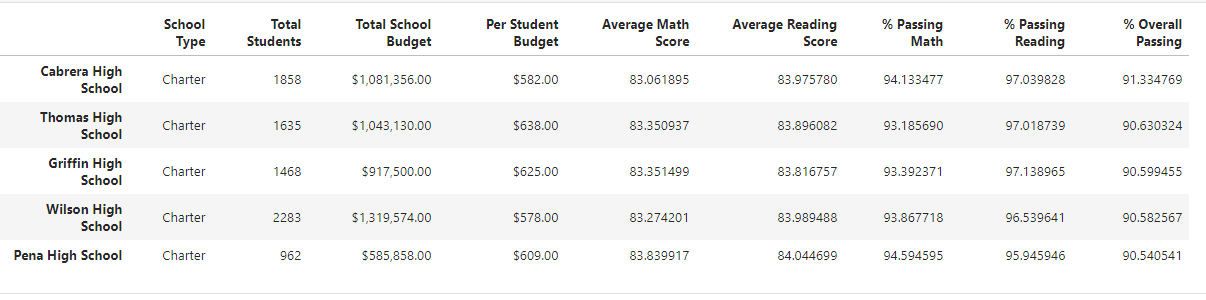 School Type Total Students Total School Budget Per Student Budget Average Math Score Average Reading Score % Passing Math % Passing Reading % Overall Passing
Cabrera High School Charter 1858 $1,081,356.00 $582.00 83.061895 83.975780 94.133477 97.039828 91.334769
Thomas High School Charter 1635 $1,043,130.00 $638.00 83.350937 83.896082 93.185690 97.018739 90.630324
Griffin High School Charter 1468 $917,500.00 $625.00 83.351499 83.816757 93.392371 97.138965 90.599455
Wilson High School Charter 2283 $1,319,574.00 $578.00 83.274201 83.989488 93.867718 96.539641 90.582567
Pena High School Charter 962 $585,858.00 $609.00 83.839917 84.044699 94.594595 95.945946 90.540541